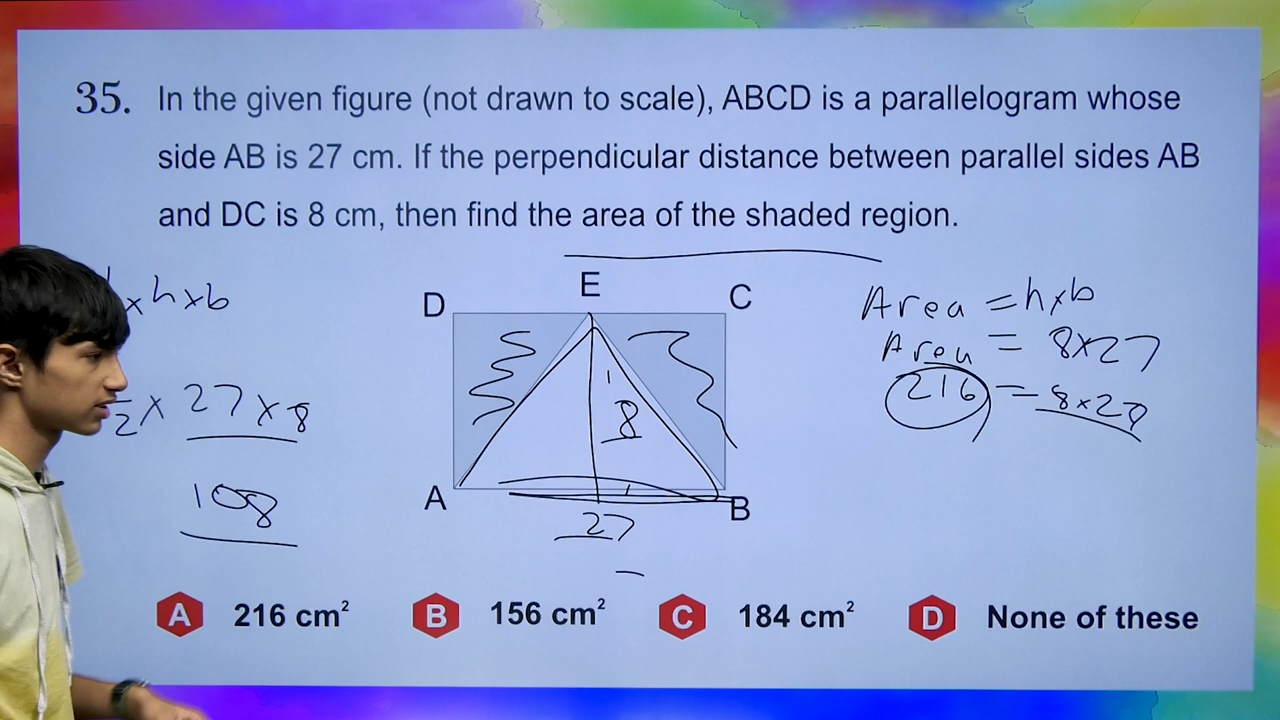 35. In the given figure (not drawn to scale), ABCD is a parallelogram whose
side AB is 27 cm. If the perpendicular distance between parallel sides AB
and DC is 8 cm, then find the area of the shaded region.
×h×b
2 × 27×8
108
D E C
8
A B
27
Area = h×b
Area = 8×27
216 = 8×27
A 216 cm²
B 156 cm²
C 184 cm²
D None of these